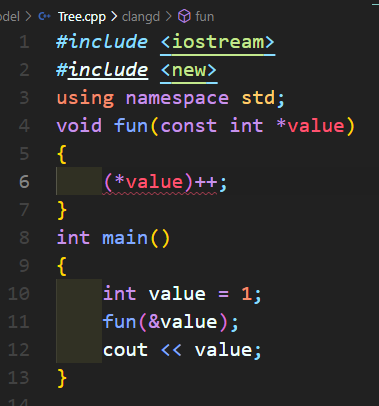 odel > Tree.cpp > clangd > fun
1 #include <iostream>
2 #include <new>
3 using namespace std;
4 void fun(const int *value)
5 {
6     (*value)++;
7 }
8 int main()
9 {
10     int value = 1;
11     fun(&value);
12     cout << value;
13 }